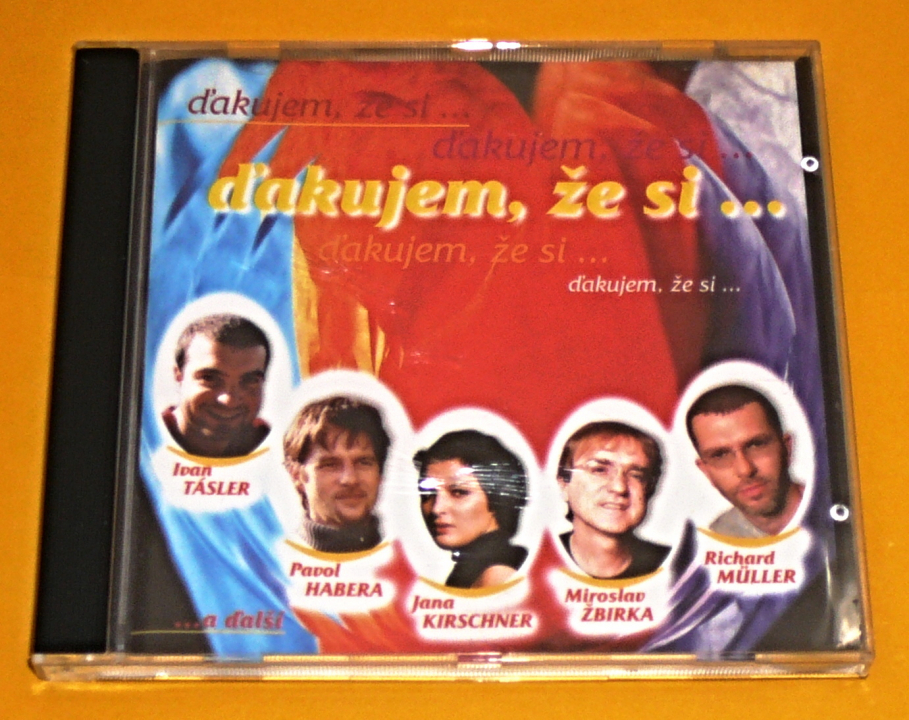 ďakujem, že si ...
ďakujem, že si ...
ďakujem, že si ...
ďakujem, že si ...
ďakujem, že si ...
Ivan
TÁSLER
Pavol
HABERA
Jana
KIRSCHNER
Miroslav
ŽBIRKA
Richard
MÜLLER
...a ďalší